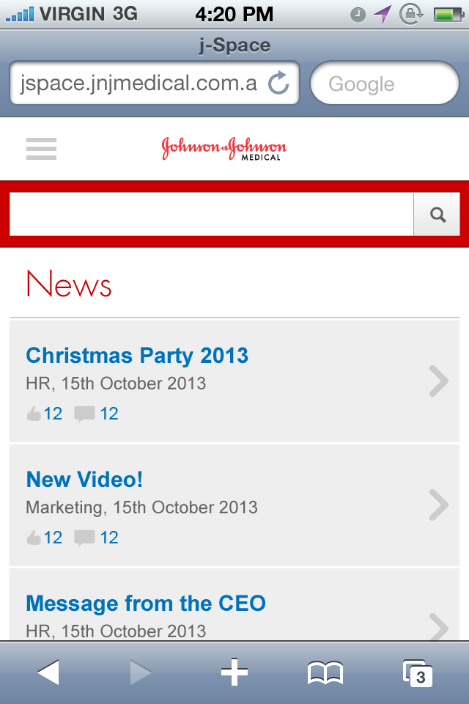 VIRGIN 3G 4:20 PM
j-Space
jspace.jnjmedical.com.a Google
Johnson & Johnson
MEDICAL
News
Christmas Party 2013
HR, 15th October 2013
12 12
New Video!
Marketing, 15th October 2013
12 12
Message from the CEO
HR, 15th October 2013
3